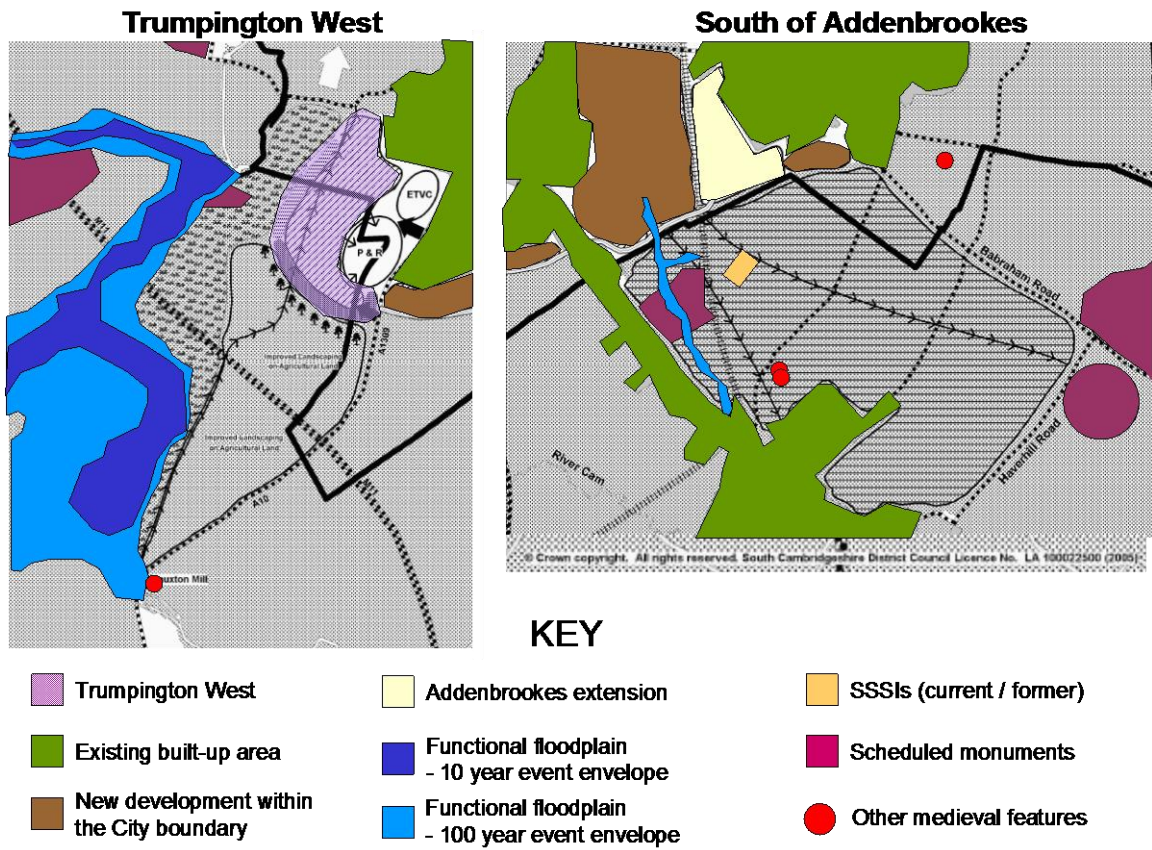 Trumpington West
South of Addenbrookes
ETVC
P & R
M11
A1309
Improved Landscaping
on Agricultural Land
Improved Landscaping
on Agricultural Land
A10
M11
uxton Mill
Babraham Road
Haverhill Road
River Cam
© Crown copyright. All rights reserved. South Cambridgeshire District Council Licence No. LA 100022500 (2005)
KEY
Trumpington West
Existing built-up area
New development within
the City boundary
Addenbrookes extension
Functional floodplain
- 10 year event envelope
Functional floodplain
- 100 year event envelope
SSSIs (current / former)
Scheduled monuments
Other medieval features